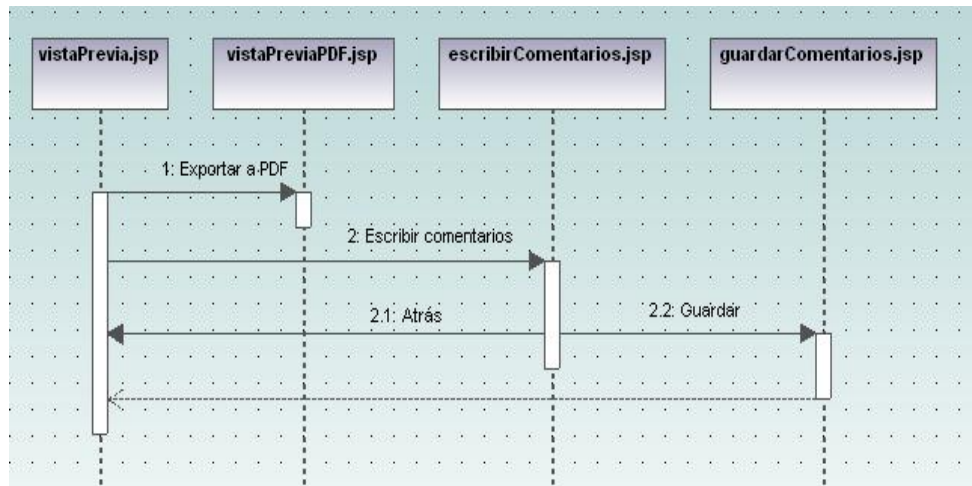 vistaPrevia.jsp
vistaPreviaPDF.jsp
escribirComentarios.jsp
guardarComentarios.jsp
1: Exportar a PDF
2: Escribir comentarios
2.1: Atrás
2.2: Guardar